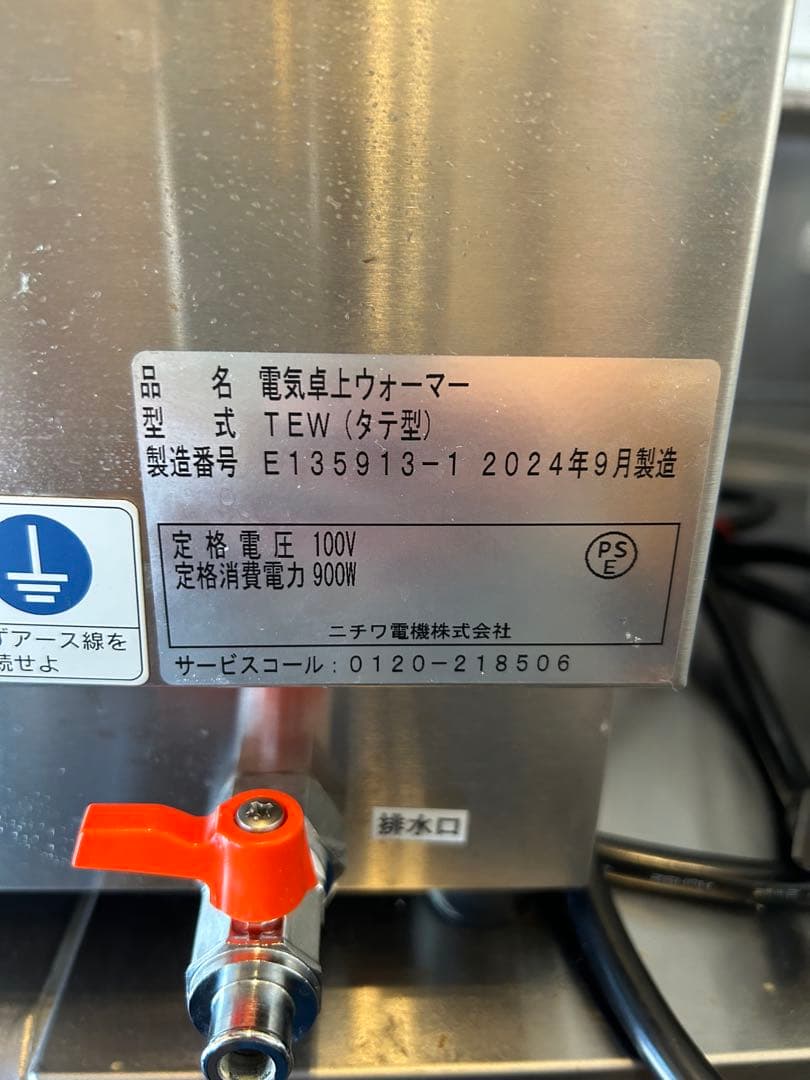 品　　名　電気卓上ウォーマー
型　　式　TEW（タテ型）
製造番号　E135913-1　2024年9月製造
定格電圧 100V
定格消費電力 900W
PS
E
ニチワ電機株式会社
サービスコール：0120-218506
ずアース線を
続せよ
排水口